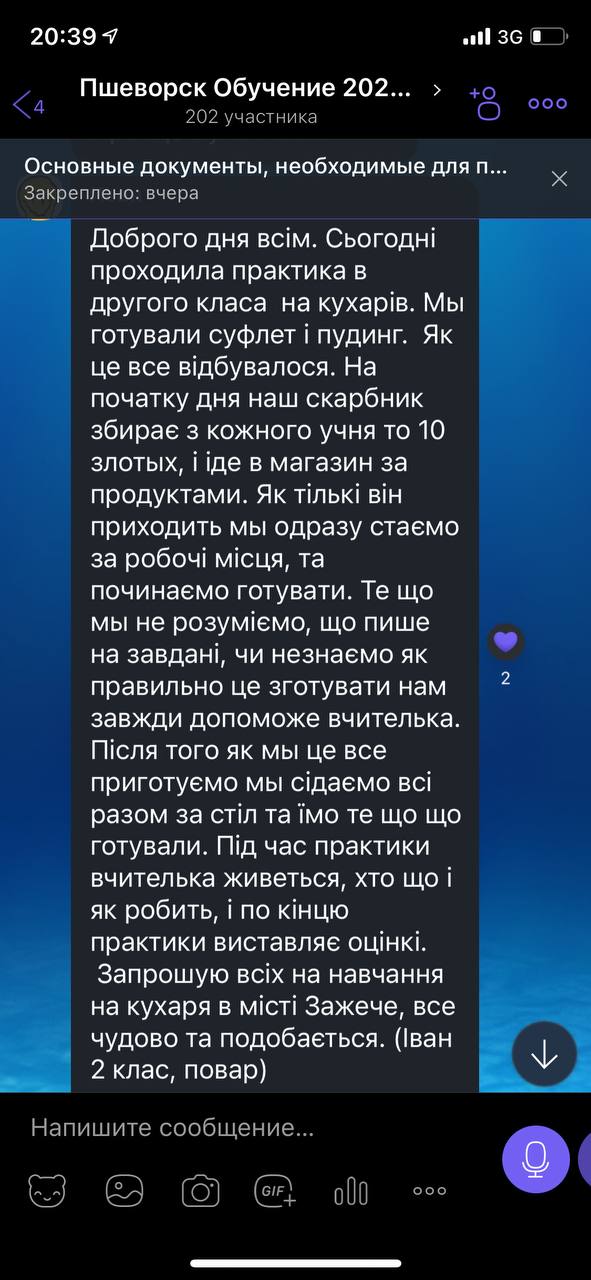 20:39
3G
4
Пшеворск Обучение 202...
202 участника
Основные документы, необходимые для п...
Закреплено: вчера
Доброго дня всім. Сьогодні
проходила практика в
другого класа  на кухарів. Мы
готували суфлет і пудинг.  Як
це все відбувалося. На
початку дня наш скарбник
збирає з кожного учня то 10
злотых, і іде в магазин за
продуктами. Як тількі він
приходить мы одразу стаємо
за робочі місця, та
починаємо готувати. Те що
мы не розуміємо, що пише
на завдані, чи незнаємо як
правильно це зготувати нам
завжди допоможе вчителька.
Після того як мы це все
приготуємо мы сідаємо всі
разом за стіл та їмо те що що
готували. Під час практики
вчителька живеться, хто що і
як робить, і по кінцю
практики виставляє оцінкі.
Запрошую всіх на навчання
на кухаря в місті Зажече, все
чудово та подобається. (Іван
2 клас, повар)
2
Напишите сообщение...
GIF